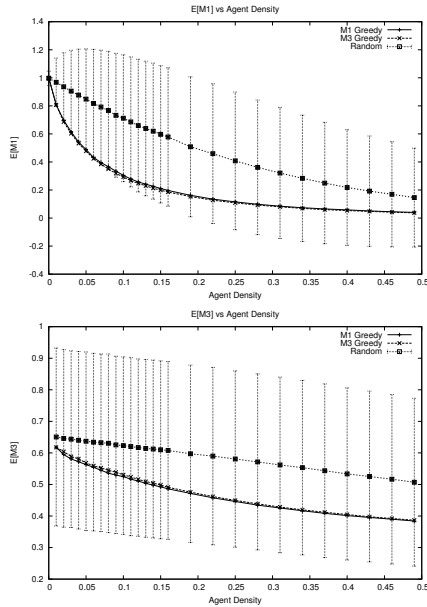 E[M1] vs Agent Density
1.4
1.2
1
0.8
0.6
0.4
0.2
0
-0.2
-0.4
E[M1]
M1 Greedy
M3 Greedy
Random
0 0.05 0.1 0.15 0.2 0.25 0.3 0.35 0.4 0.45 0.5
Agent Density
E[M3] vs Agent Density
1
0.9
0.8
0.7
0.6
0.5
0.4
0.3
0.2
E[M3]
M1 Greedy
M3 Greedy
Random
0 0.05 0.1 0.15 0.2 0.25 0.3 0.35 0.4 0.45 0.5
Agent Density